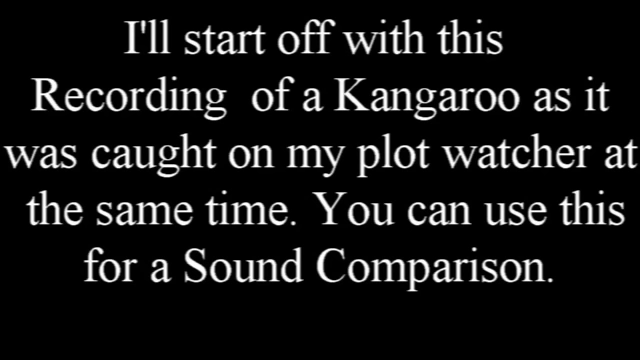 I'll start off with this
Recording of a Kangaroo as it
was caught on my plot watcher at
the same time. You can use this
for a Sound Comparison.